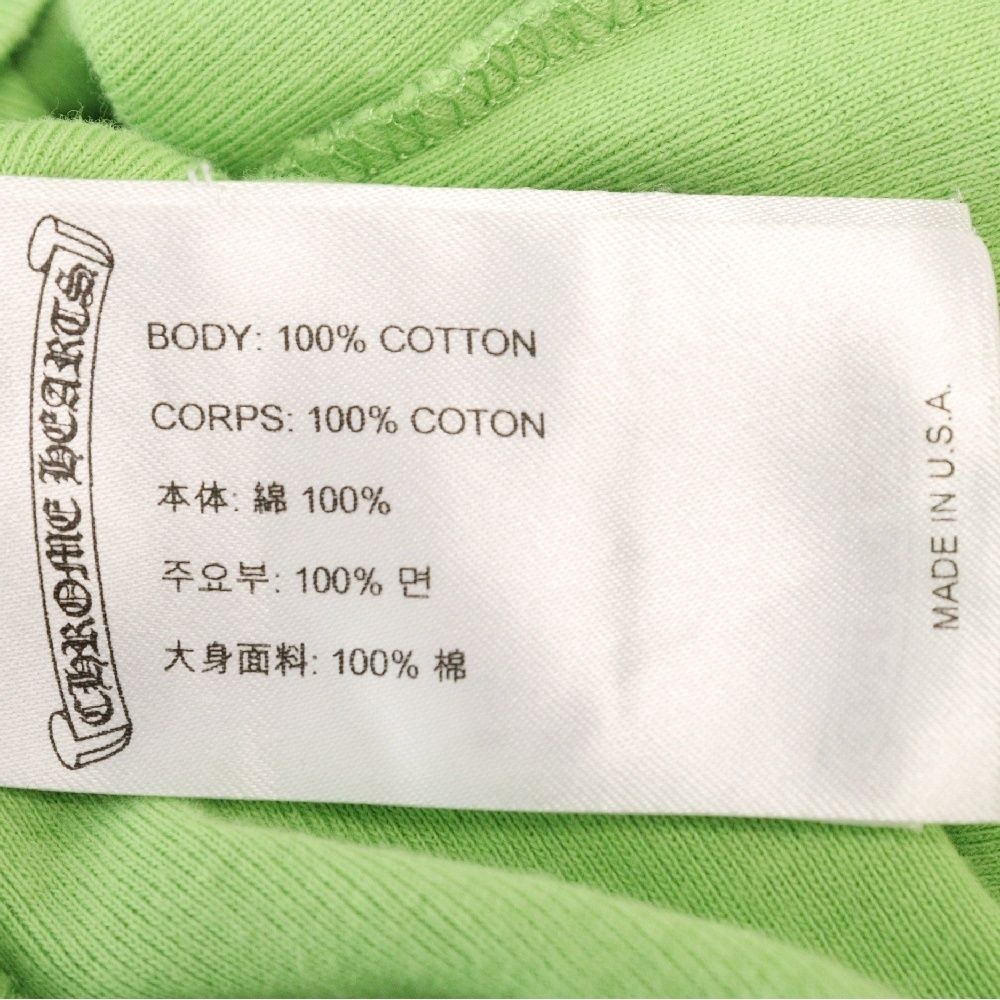 CHROME HEARTS
BODY: 100% COTTON
CORPS: 100% COTON
本体: 綿 100%
주요부: 100% 면
大身面料: 100% 棉
MADE IN U.S.A.